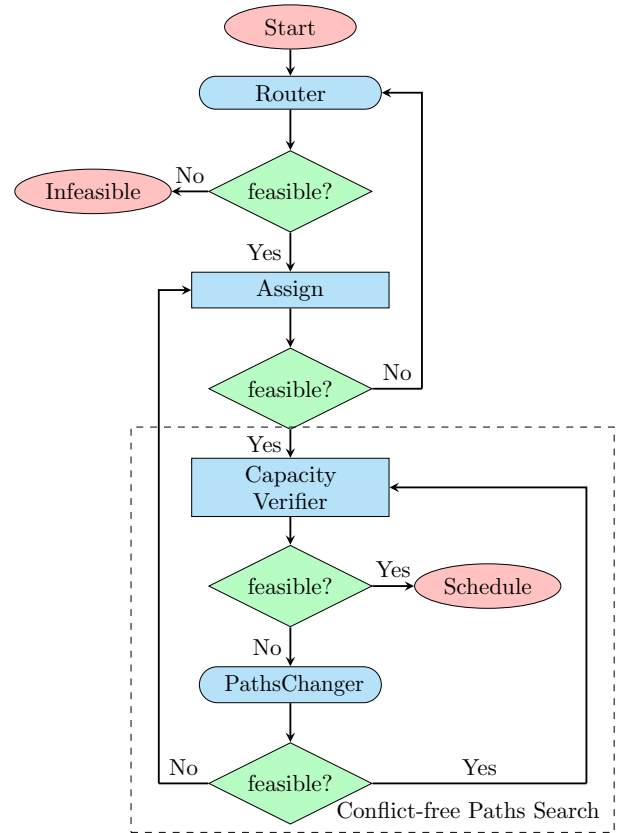 Start
Router
No
Infeasible
feasible?
Yes
Assign
feasible?
No
Yes
Capacity
Verifier
feasible?
Yes
Schedule
No
PathsChanger
No
feasible?
Yes
Conflict-free Paths Search